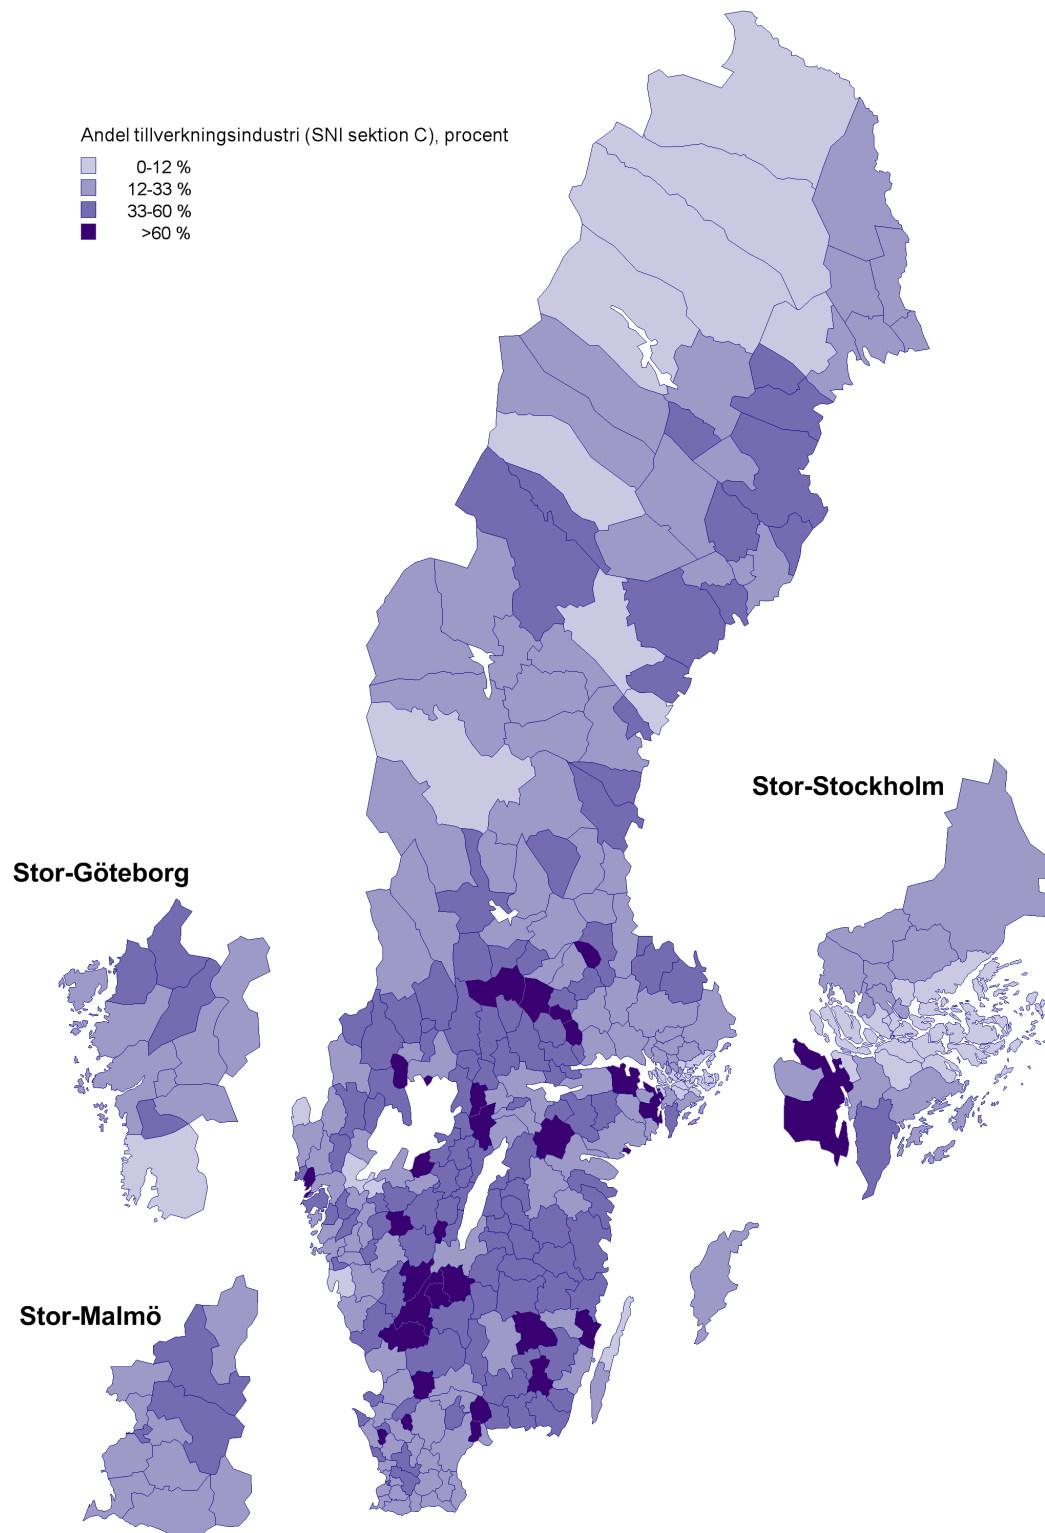 Andel tillverkningsindustri (SNI sektion C), procent
0-12 %
12-33 %
33-60 %
>60 %
Stor-Stockholm
Stor-Göteborg
Stor-Malmö